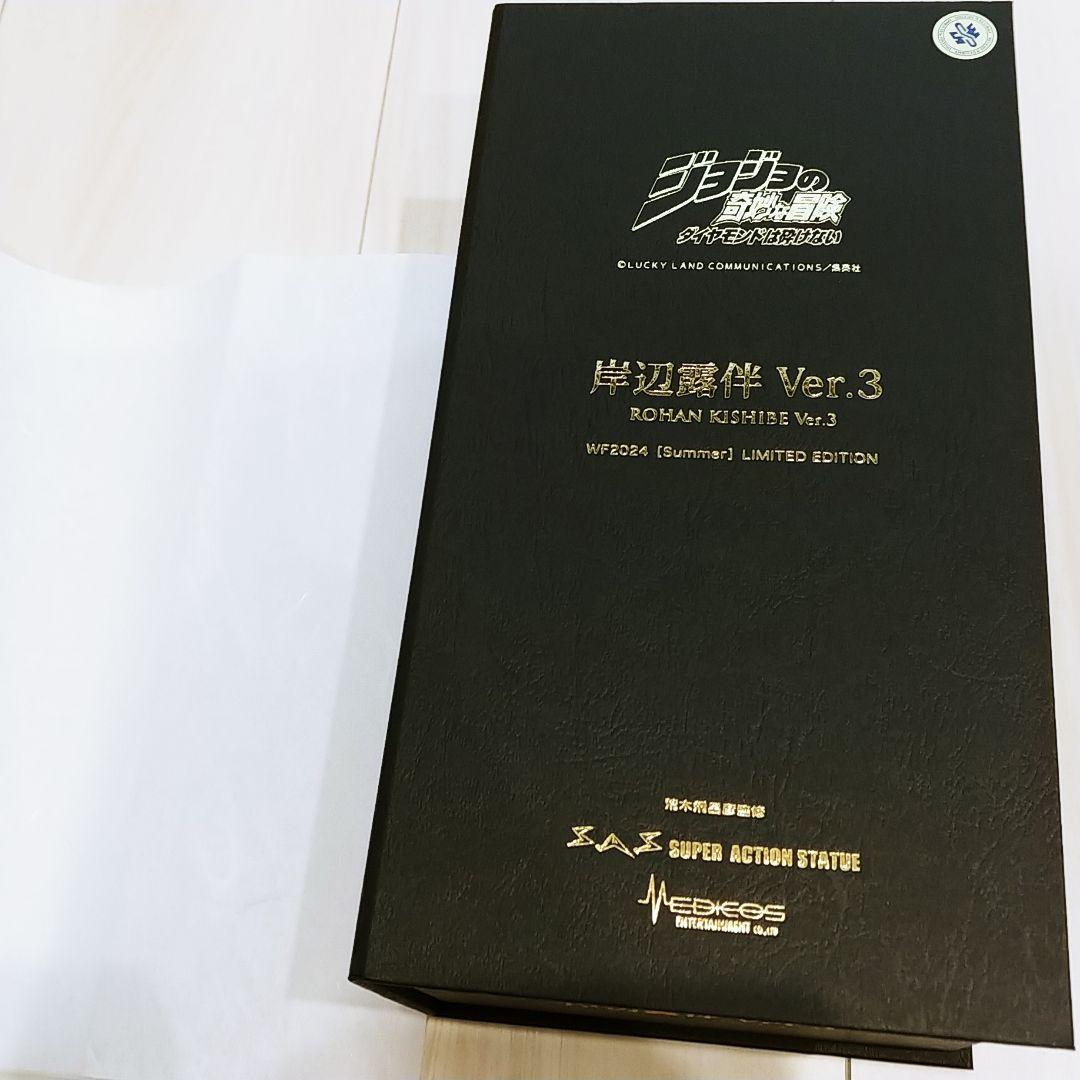 ジョジョの
奇妙な冒険
ダイヤモンドは砕けない
©LUCKY LAND COMMUNICATIONS/集英社
岸辺露伴 Ver.3
ROHAN KISHIBE Ver.3
WF2024 [Summer] LIMITED EDITION
荒木飛呂彦監修
SAS SUPER ACTION STATUE
MEDICOS
ENTERTAINMENT CO.,LTD